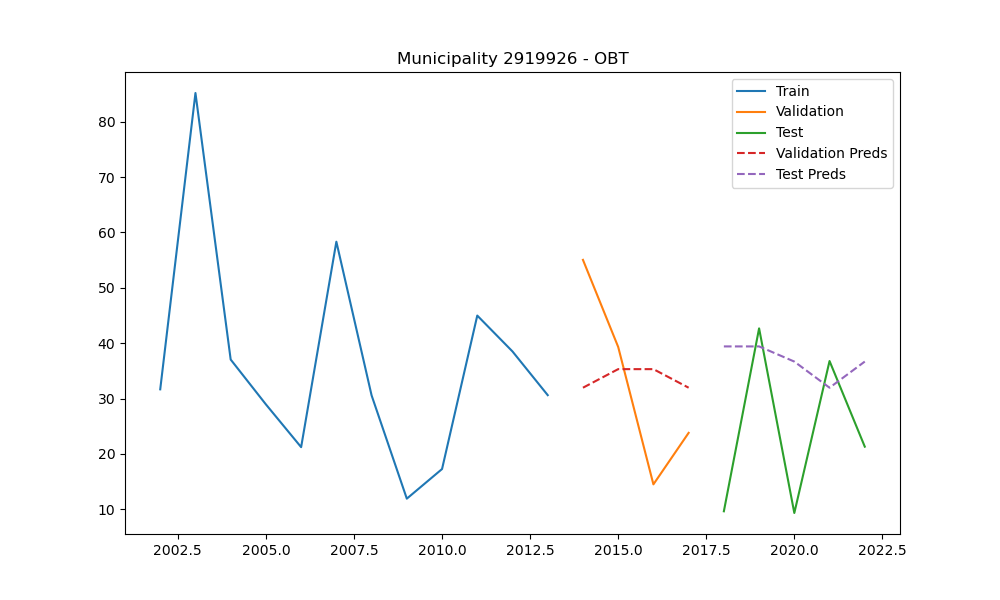 Municipality 2919926 - OBT
Train
Validation
Test
Validation Preds
Test Preds
80
70
60
50
40
30
20
10
2002.5 2005.0 2007.5 2010.0 2012.5 2015.0 2017.5 2020.0 2022.5